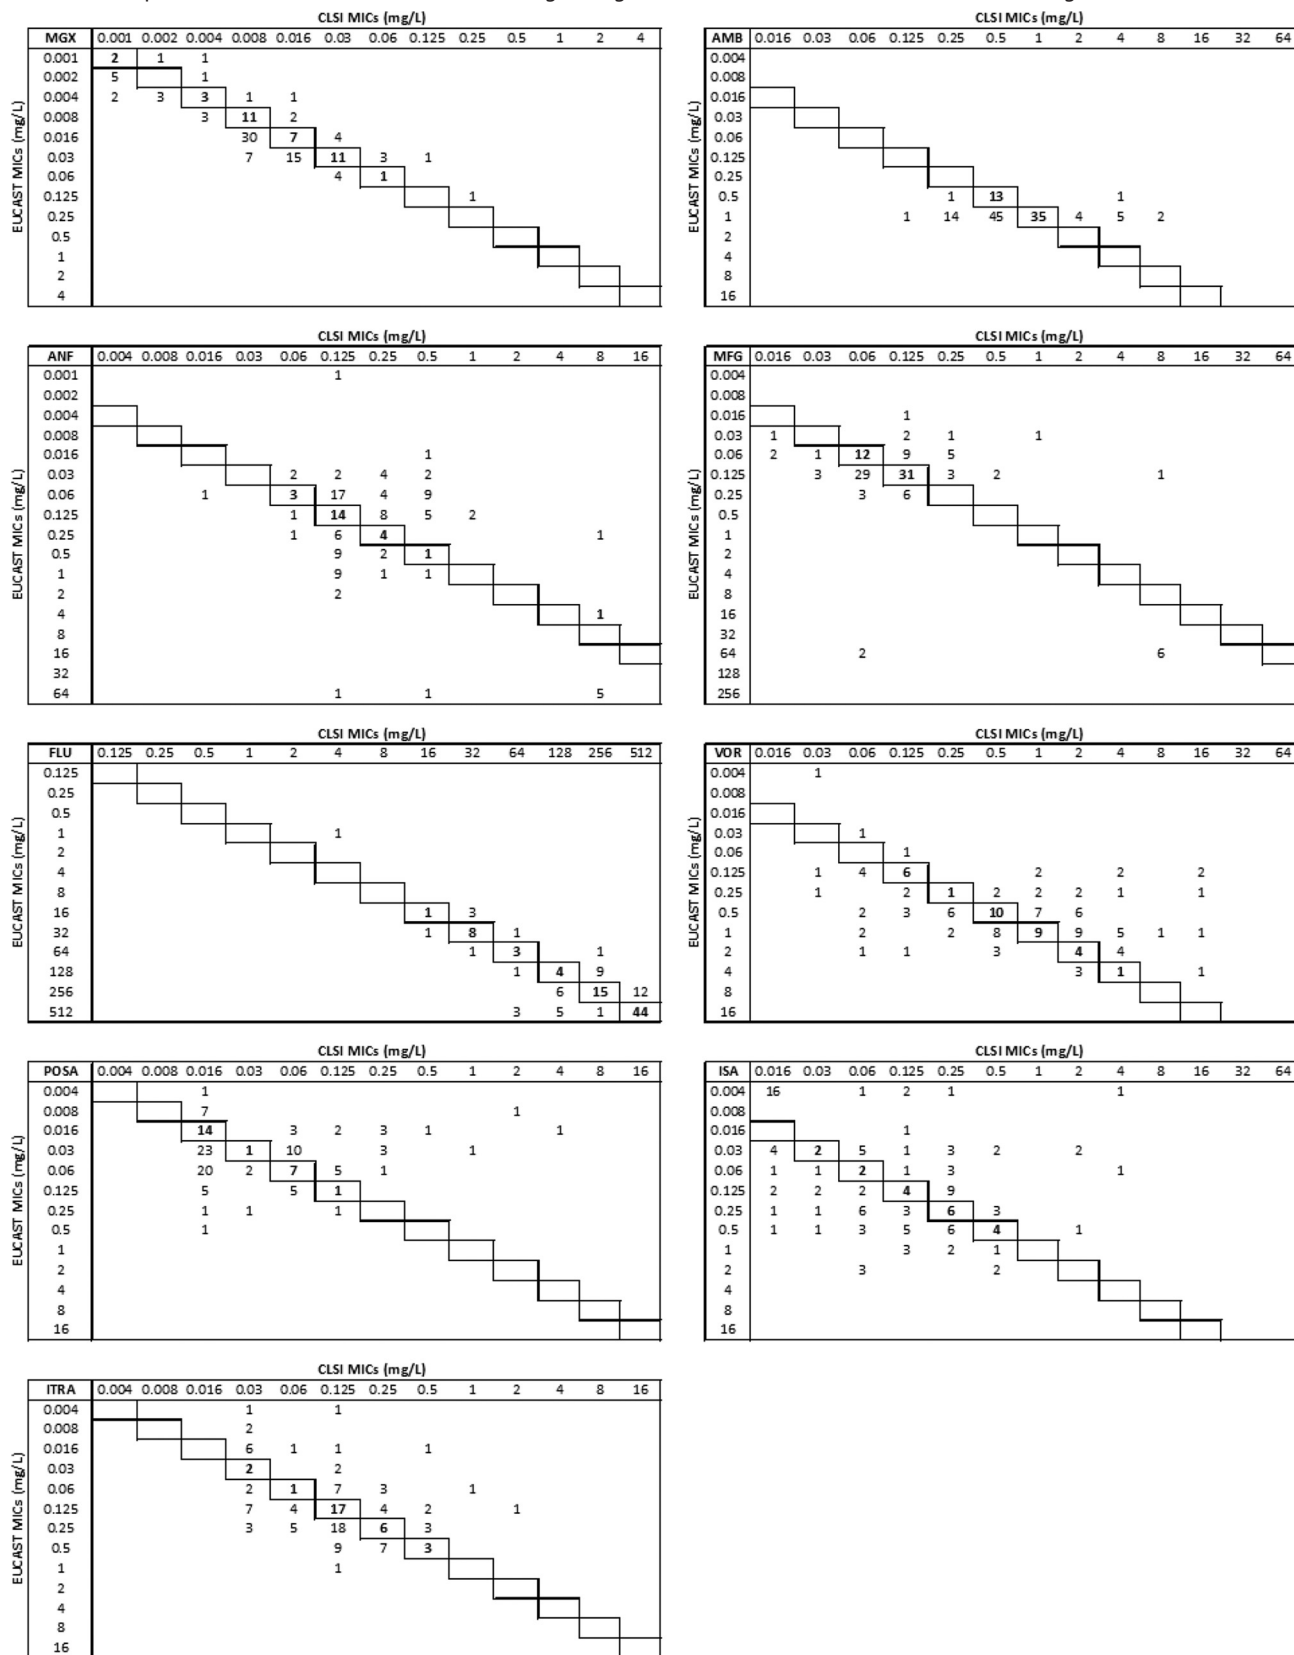 CLSI MICs (mg/L)
MGX 0.001 0.002 0.004 0.008 0.016 0.03 0.06 0.125 0.25 0.5 1 2 4
EUCAST MICs (mg/L)
0.001 2 1 1
0.002 5 1
0.004 2 3 3 1 1
0.008 3 11 2
0.016 30 7 4
0.03 7 15 11 3 1
0.06 4 1
0.125 1
0.25
0.5
1
2
4
CLSI MICs (mg/L)
AMB 0.016 0.03 0.06 0.125 0.25 0.5 1 2 4 8 16 32 64
EUCAST MICs (mg/L)
0.004
0.008
0.016
0.03
0.06
0.125
0.25
0.5 1 13 1
1 1 14 45 35 4 5 2
2
4
8
16
CLSI MICs (mg/L)
ANF 0.004 0.008 0.016 0.03 0.06 0.125 0.25 0.5 1 2 4 8 16
EUCAST MICs (mg/L)
0.001 1
0.002
0.004
0.008
0.016 1
0.03 2 2 4 2
0.06 1 3 17 4 9
0.125 1 14 8 5 2
0.25 1 6 4 1
0.5 9 2 1
1 9 1 1
2 2
4 1
8
16
32
64 1 1 5
CLSI MICs (mg/L)
MFG 0.016 0.03 0.06 0.125 0.25 0.5 1 2 4 8 16 32 64
EUCAST MICs (mg/L)
0.004
0.008
0.016 1
0.03 1 2 1 1
0.06 2 1 12 9 5
0.125 3 29 31 3 2 1
0.25 3 6
0.5
1
2
4
8
16
32
64 2 6
128
256
CLSI MICs (mg/L)
FLU 0.125 0.25 0.5 1 2 4 8 16 32 64 128 256 512
EUCAST MICs (mg/L)
0.125
0.25
0.5
1 1
2
4
8
16 1 3
32 1 8 1
64 1 3 1
128 1 4 9
256 6 15 12
512 3 5 1 44
CLSI MICs (mg/L)
VOR 0.016 0.03 0.06 0.125 0.25 0.5 1 2 4 8 16 32 64
EUCAST MICs (mg/L)
0.004 1
0.008
0.016
0.03 1
0.06 1
0.125 1 4 6 2 2 2
0.25 1 2 1 2 2 2 1 1
0.5 2 3 6 10 7 6
1 2 2 8 9 9 5 1 1
2 1 1 3 4 4
4 3 1 1
8
16
CLSI MICs (mg/L)
POSA 0.004 0.008 0.016 0.03 0.06 0.125 0.25 0.5 1 2 4 8 16
EUCAST MICs (mg/L)
0.004 1
0.008 7 1
0.016 14 3 2 3 1 1
0.03 23 1 10 3 1
0.06 20 2 7 5 1
0.125 5 5 1
0.25 1 1 1
0.5 1
1
2
4
8
16
CLSI MICs (mg/L)
ISA 0.016 0.03 0.06 0.125 0.25 0.5 1 2 4 8 16 32 64
EUCAST MICs (mg/L)
0.004 16 1 2 1 1
0.008
0.016 1
0.03 4 2 5 1 3 2 2
0.06 1 1 2 1 3 1
0.125 2 2 2 4 9
0.25 1 1 6 3 6 3
0.5 1 1 3 5 6 4 1
1 3 2 1
2 3 2
4
8
16
CLSI MICs (mg/L)
ITRA 0.004 0.008 0.016 0.03 0.06 0.125 0.25 0.5 1 2 4 8 16
EUCAST MICs (mg/L)
0.004 1 1
0.008 2
0.016 6 1 1 1
0.03 2 2
0.06 2 1 7 3 1
0.125 7 4 17 4 2 1
0.25 3 5 18 6 3
0.5 9 7 3
1 1
2
4
8
16